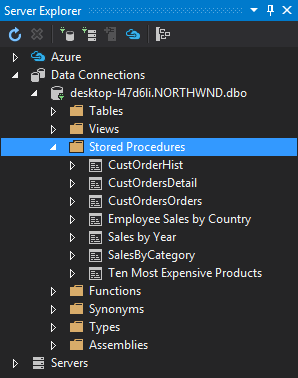 Server Explorer
Azure
Data Connections
desktop-l47d6li.NORTHWND.dbo
Tables
Views
Stored Procedures
CustOrderHist
CustOrdersDetail
CustOrdersOrders
Employee Sales by Country
Sales by Year
SalesByCategory
Ten Most Expensive Products
Functions
Synonyms
Types
Assemblies
Servers